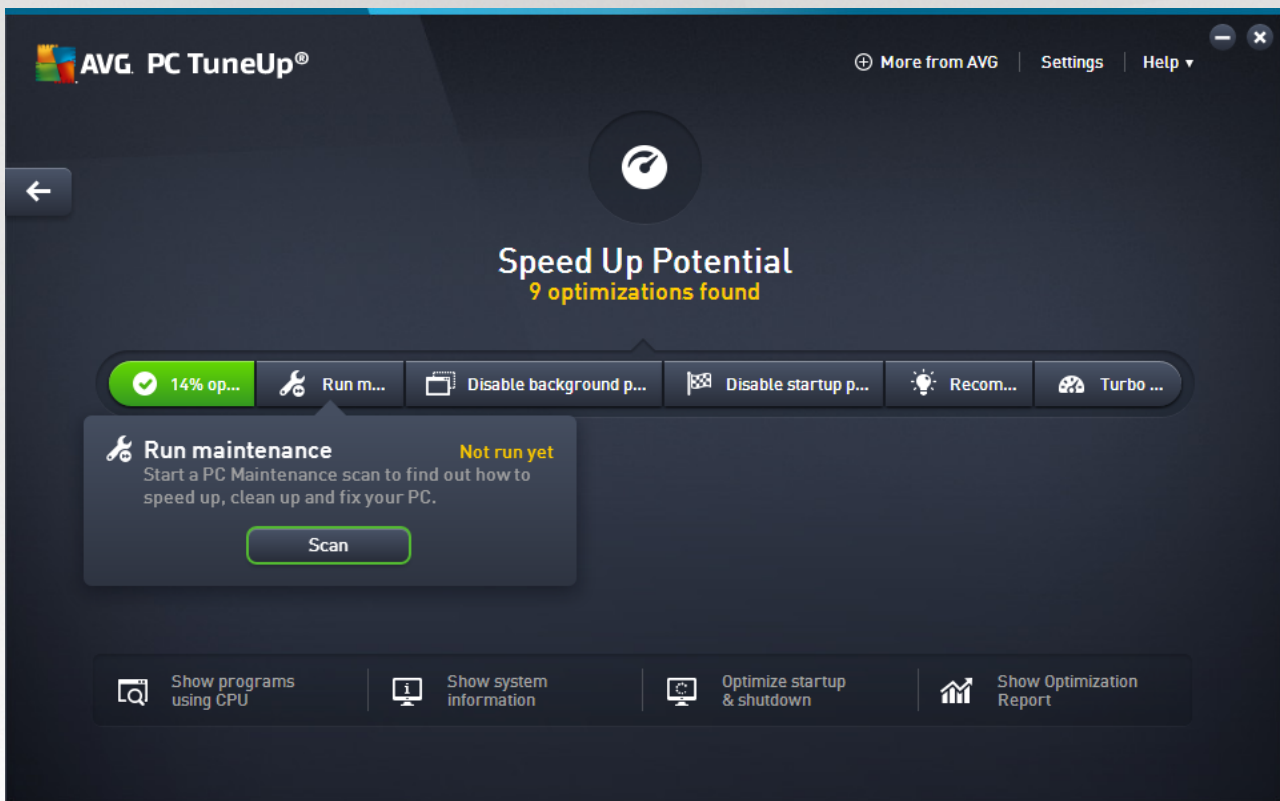 AVG. PC TuneUp®
More from AVG
Settings
Help
Speed Up Potential
9 optimizations found
14% op...
Run m...
Disable background p...
Disable startup p...
Recom...
Turbo ...
Run maintenance
Not run yet
Start a PC Maintenance scan to find out how to
speed up, clean up and fix your PC.
Scan
Show programs
using CPU
Show system
information
Optimize startup
& shutdown
Show Optimization
Report